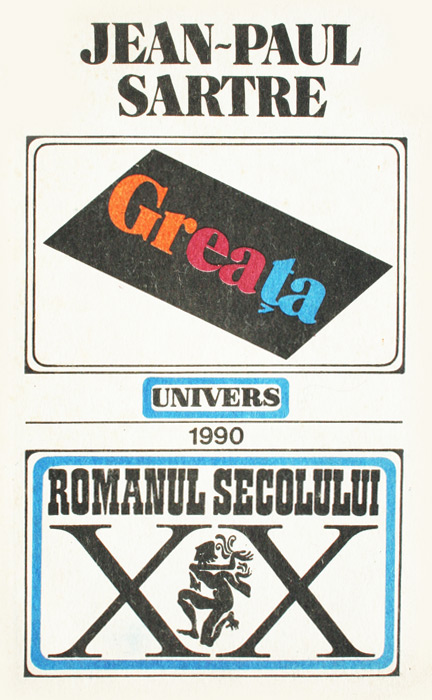 JEAN-PAUL
SARTRE
Greața
UNIVERS
1990
ROMANUL SECOLULUI
XX